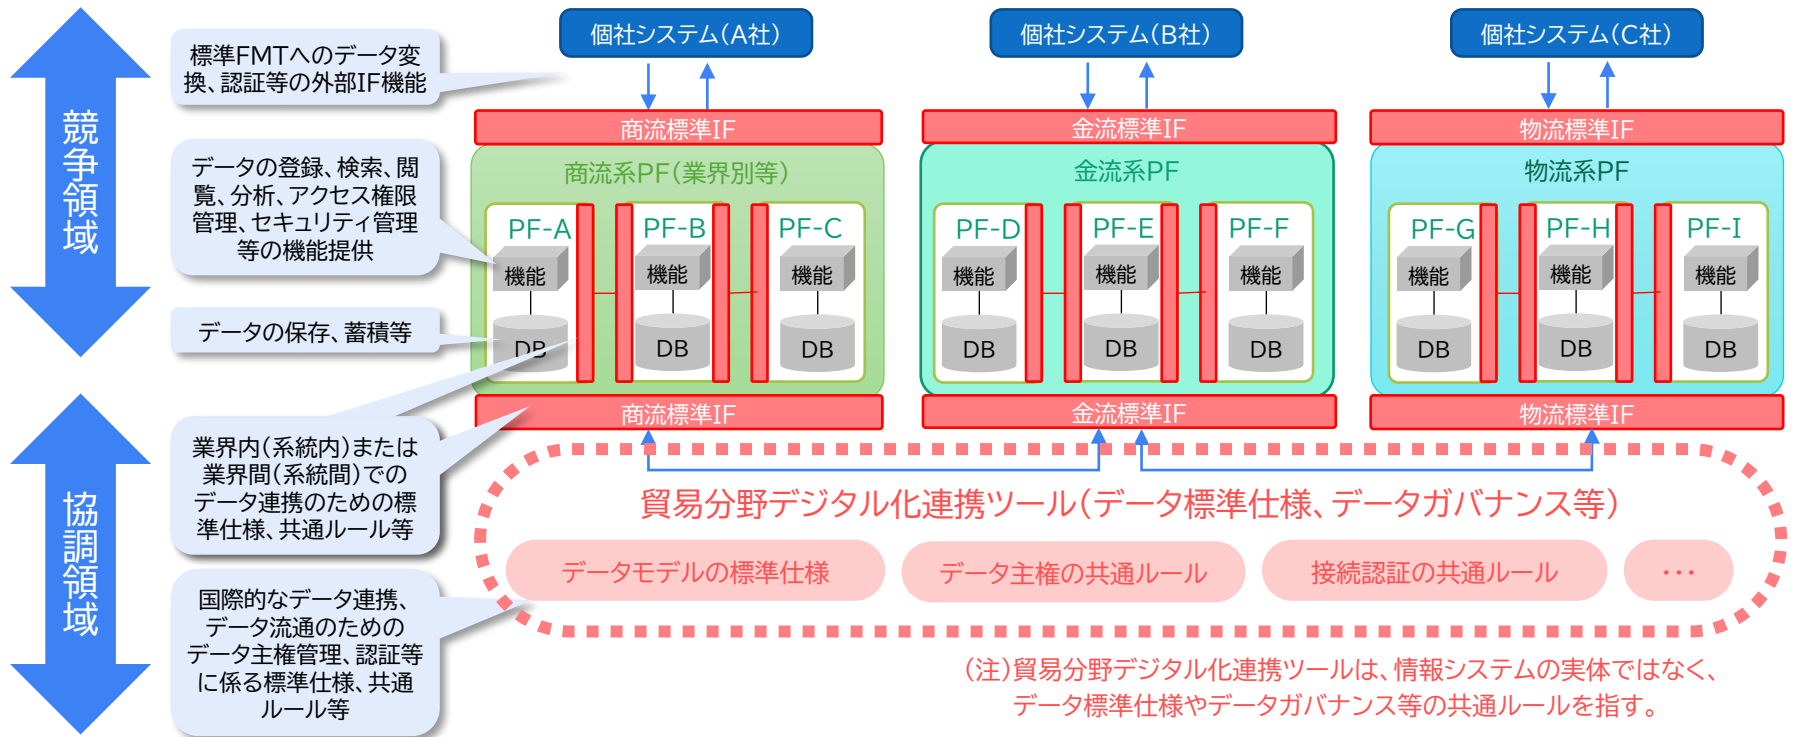 競争領域
協調領域
標準FMTへのデータ変
換、認証等の外部IF機能
データの登録、検索、閲
覧、分析、アクセス権限
管理、セキュリティ管理
等の機能提供
データの保存、蓄積等
業界内(系統内)または
業界間(系統間)での
データ連携のための標
準仕様、共通ルール等
国際的なデータ連携、
データ流通のための
データ主権管理、認証等
に係る標準仕様、共通
ルール等
個社システム(A社)
個社システム(B社)
個社システム(C社)
商流標準IF
金流標準IF
物流標準IF
商流系PF(業界別等)
金流系PF
物流系PF
PF-A
PF-B
PF-C
PF-D
PF-E
PF-F
PF-G
PF-H
PF-I
機能
機能
機能
機能
機能
機能
機能
機能
機能
DB
DB
DB
DB
DB
DB
DB
DB
DB
商流標準IF
金流標準IF
物流標準IF
貿易分野デジタル化連携ツール(データ標準仕様、データガバナンス等)
データモデルの標準仕様
データ主権の共通ルール
接続認証の共通ルール
・・・
(注)貿易分野デジタル化連携ツールは、情報システムの実体ではなく、
データ標準仕様やデータガバナンス等の共通ルールを指す。